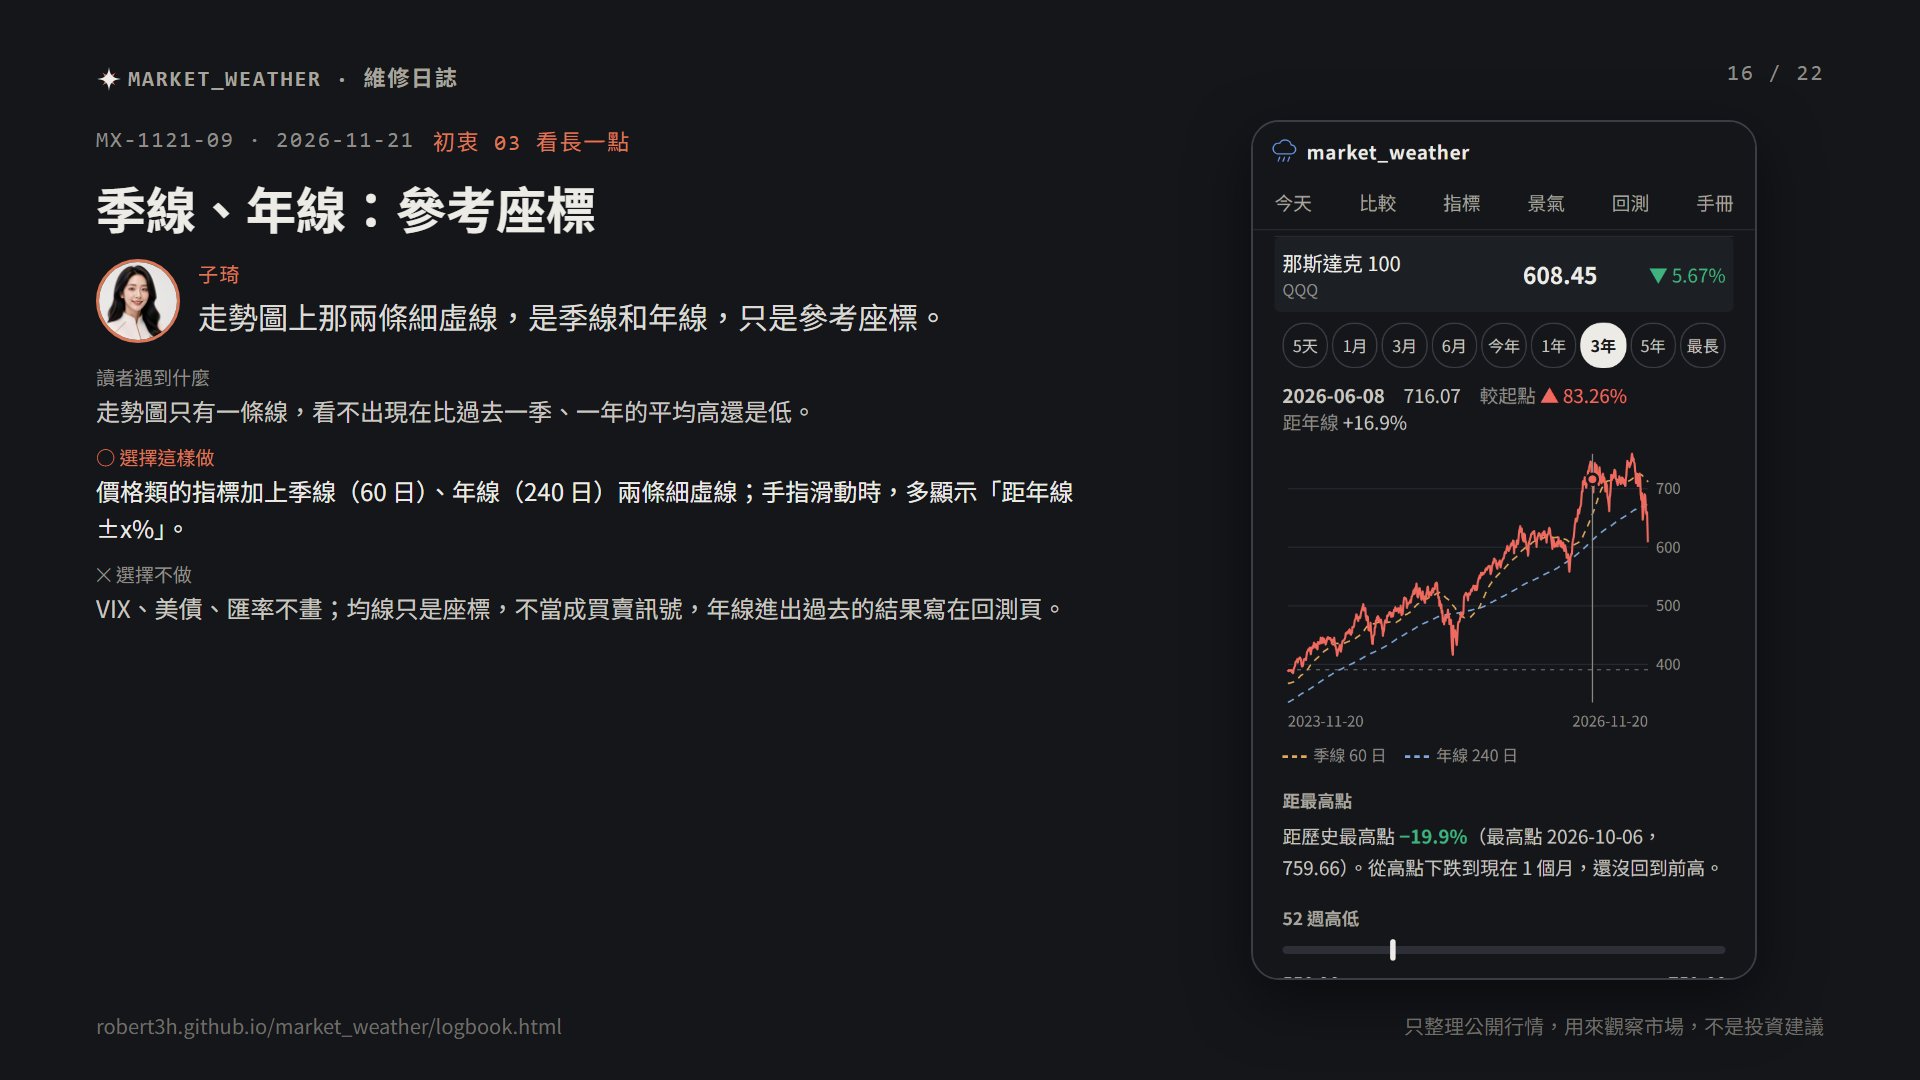 MARKET_WEATHER · 維修日誌
16 / 22
MX-1121-09 · 2026-11-21 初衷 03 看長一點
季線、年線：參考座標
子琦
走勢圖上那兩條細虛線，是季線和年線，只是參考座標。
讀者遇到什麼
走勢圖只有一條線，看不出現在比過去一季、一年的平均高還是低。
○ 選擇這樣做
價格類的指標加上季線（60 日）、年線（240 日）兩條細虛線；手指滑動時，多顯示「距年線
±x%」。
× 選擇不做
VIX、美債、匯率不畫；均線只是座標，不當成買賣訊號，年線進出過去的結果寫在回測頁。
market_weather
今天 比較 指標 景氣 回測 手冊
那斯達克 100
QQQ
608.45
▼ 5.67%
5天 1月 3月 6月 今年 1年 3年 5年 最長
2026-06-08 716.07 較起點 ▲ 83.26%
距年線 +16.9%
700
600
500
400
2023-11-20 2026-11-20
季線 60 日 年線 240 日
距最高點
距歷史最高點 −19.9%（最高點 2026-10-06，
759.66）。從高點下跌到現在 1 個月，還沒回到前高。
52 週高低
robert3h.github.io/market_weather/logbook.html
只整理公開行情，用來觀察市場，不是投資建議